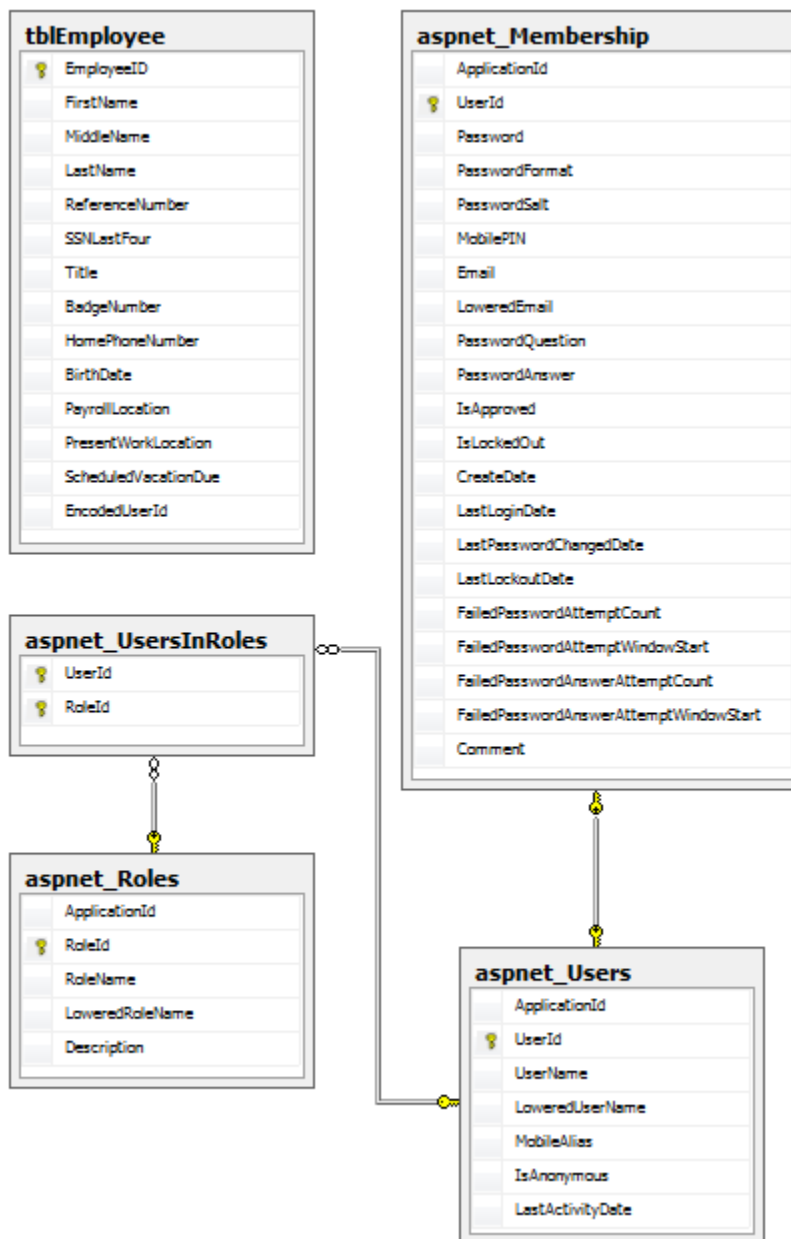 tblEmployee
EmployeeID
FirstName
MiddleName
LastName
ReferenceNumber
SSNLastFour
Title
BadgeNumber
HomePhoneNumber
BirthDate
PayrollLocation
PresentWorkLocation
ScheduledVacationDue
EncodedUserId
aspnet_Membership
ApplicationId
UserId
Password
PasswordFormat
PasswordSalt
MobilePIN
Email
LoweredEmail
PasswordQuestion
PasswordAnswer
IsApproved
IsLockedOut
CreateDate
LastLoginDate
LastPasswordChangedDate
LastLockoutDate
FailedPasswordAttemptCount
FailedPasswordAttemptWindowStart
FailedPasswordAnswerAttemptCount
FailedPasswordAnswerAttemptWindowStart
Comment
aspnet_UsersInRoles
UserId
RoleId
aspnet_Roles
ApplicationId
RoleId
RoleName
LoweredRoleName
Description
aspnet_Users
ApplicationId
UserId
UserName
LoweredUserName
MobileAlias
IsAnonymous
LastActivityDate